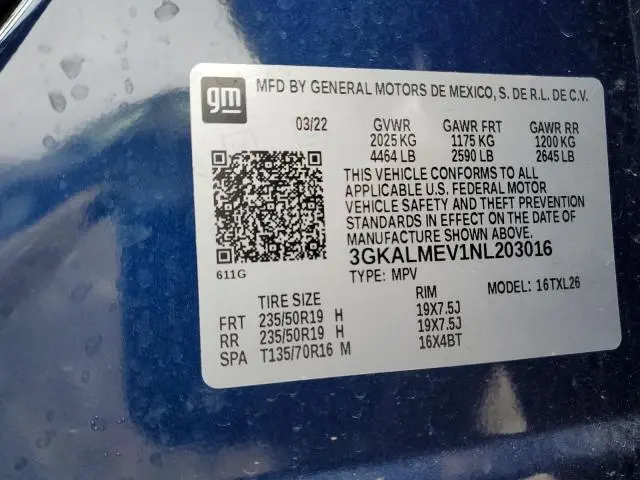 gm
MFD BY GENERAL MOTORS DE MEXICO, S. DE R.L. DE C.V.
03/22 GVWR GAWR FRT GAWR RR
2025 KG 1175 KG 1200 KG
4464 LB 2590 LB 2645 LB
THIS VEHICLE CONFORMS TO ALL
APPLICABLE U.S. FEDERAL MOTOR
VEHICLE SAFETY AND THEFT PREVENTION
STANDARDS IN EFFECT ON THE DATE OF
MANUFACTURE SHOWN ABOVE.
3GKALMEV1NL203016
611G
TYPE: MPV MODEL: 16TXL26
TIRE SIZE RIM
FRT 235/50R19 H 19X7.5J
RR 235/50R19 H 19X7.5J
SPA T135/70R16 M 16X4BT